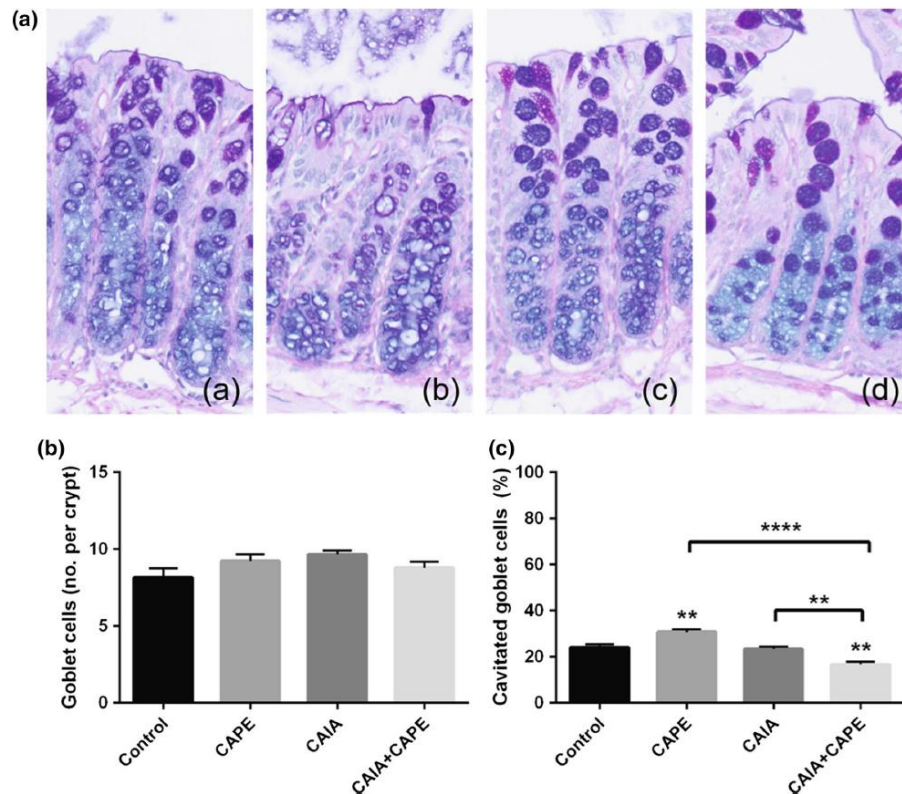 (a)
(a) (b) (c) (d)
(b)
Goblet cells (no. per crypt)
15
10
5
0
Control CAPE CAIA CAIA+CAPE
(c)
Cavitated goblet cells (%)
100
80
60
40
20
0
****
**
** **
Control CAPE CAIA CAIA+CAPE